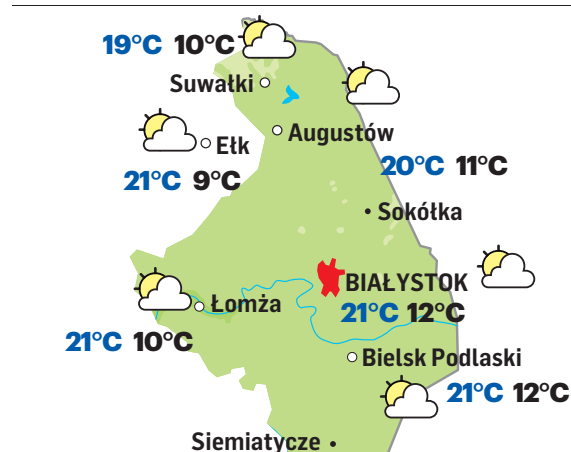 19°C 10°C
Suwałki
Augustów
Ełk
21°C 9°C
20°C 11°C
Sokółka
BIAŁYSTOK
21°C 12°C
Łomża
21°C 10°C
Bielsk Podlaski
21°C 12°C
Siemiatycze